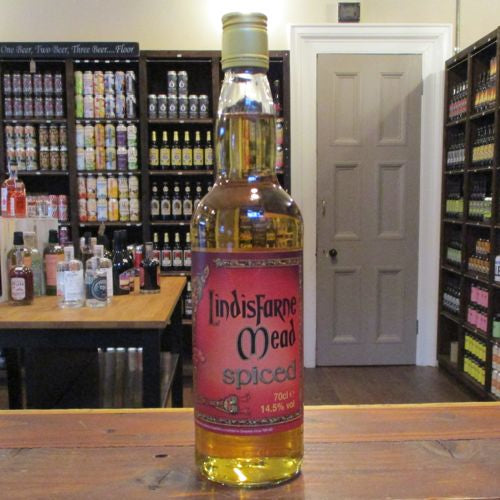 One Beer, Two Beer, Three Beer....Floor
Lindisfarne
Mead
spiced
70cl e
14.5% vol